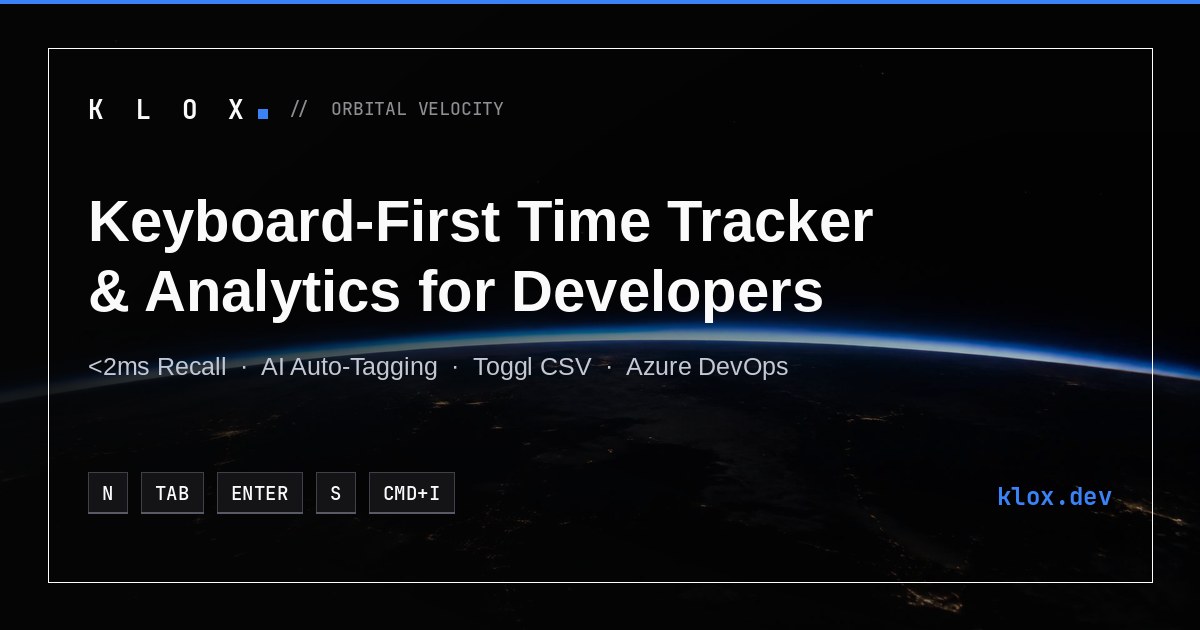 K L O X // ORBITAL VELOCITY
Keyboard-First Time Tracker
& Analytics for Developers
<2ms Recall · AI Auto-Tagging · Toggl CSV · Azure DevOps
N TAB ENTER S CMD+I
klox.dev